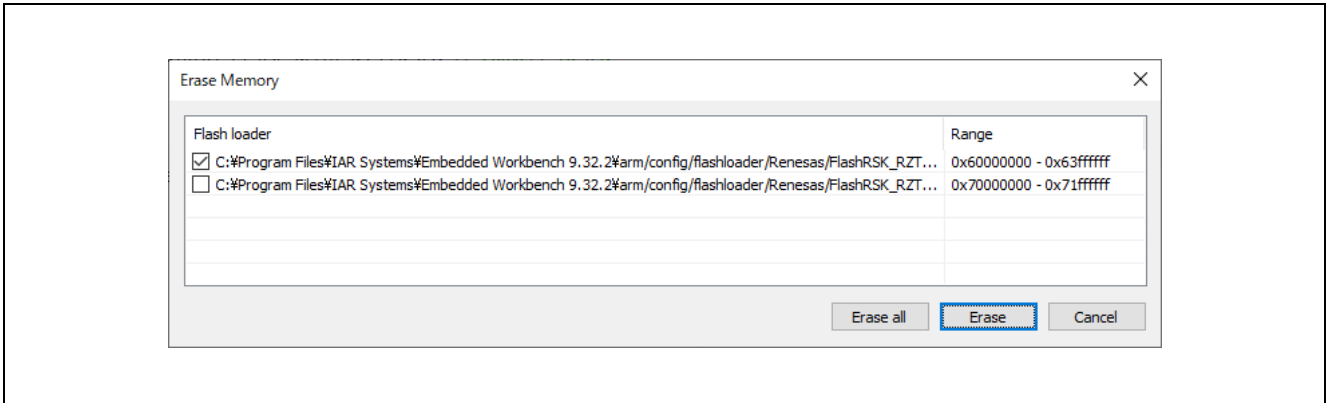 Erase Memory
Flash loader Range
C:¥Program Files¥IAR Systems¥Embedded Workbench 9.32.2¥arm/config/flashloader/Renesas/FlashRSK_RZT... 0x60000000 - 0x63ffffff
C:¥Program Files¥IAR Systems¥Embedded Workbench 9.32.2¥arm/config/flashloader/Renesas/FlashRSK_RZT... 0x70000000 - 0x71ffffff
Erase all Erase Cancel